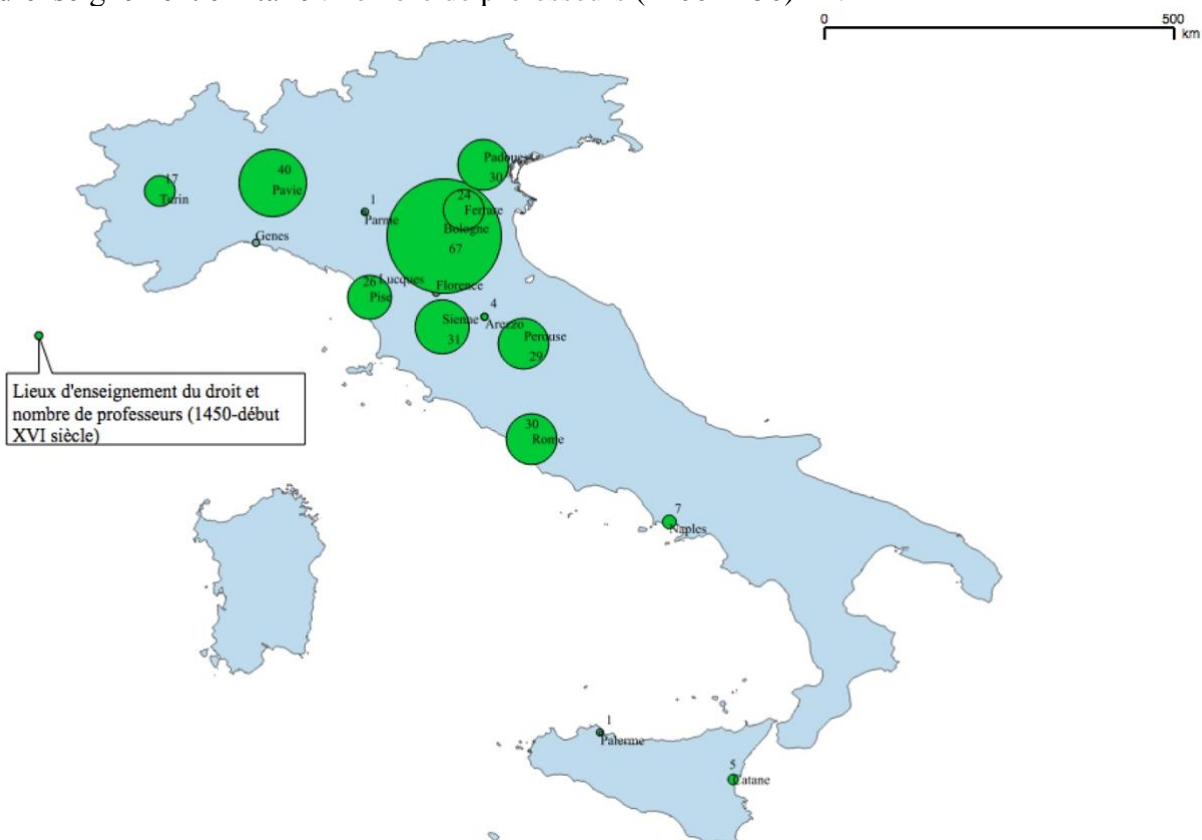 0 500
km
17
Turin
40
Pavie
Padoue
30
1
Parme
24
Ferrare
Bologne
67
Genes
26 Lucques
Pise
Florence
Sienne
31
4
Arezzo
Perouse
29
Lieux d'enseignement du droit et
nombre de professeurs (1450-début
XVI siècle)
30
Rome
7
Naples
1
Palerme
5
Catane